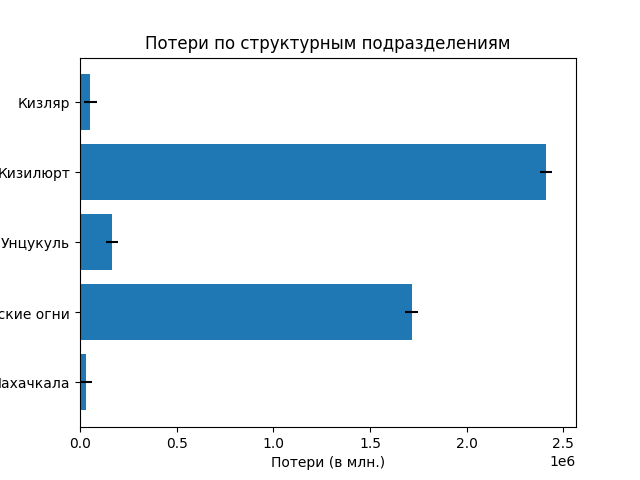 Потери по структурным подразделениям
Кизляр
Кизилюрт
Унцукуль
ские огни
ахачкала
0.0 0.5 1.0 1.5 2.0 2.5
1e6
Потери (в млн.)